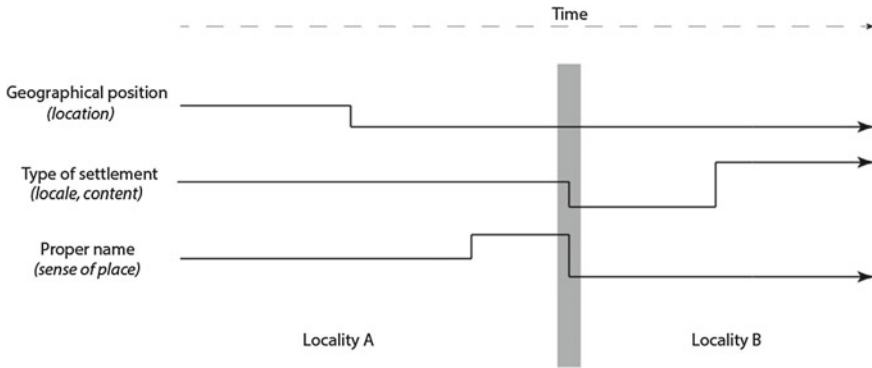 Time
Geographical position
(location)
Type of settlement
(locale, content)
Proper name
(sense of place)
Locality A
Locality B